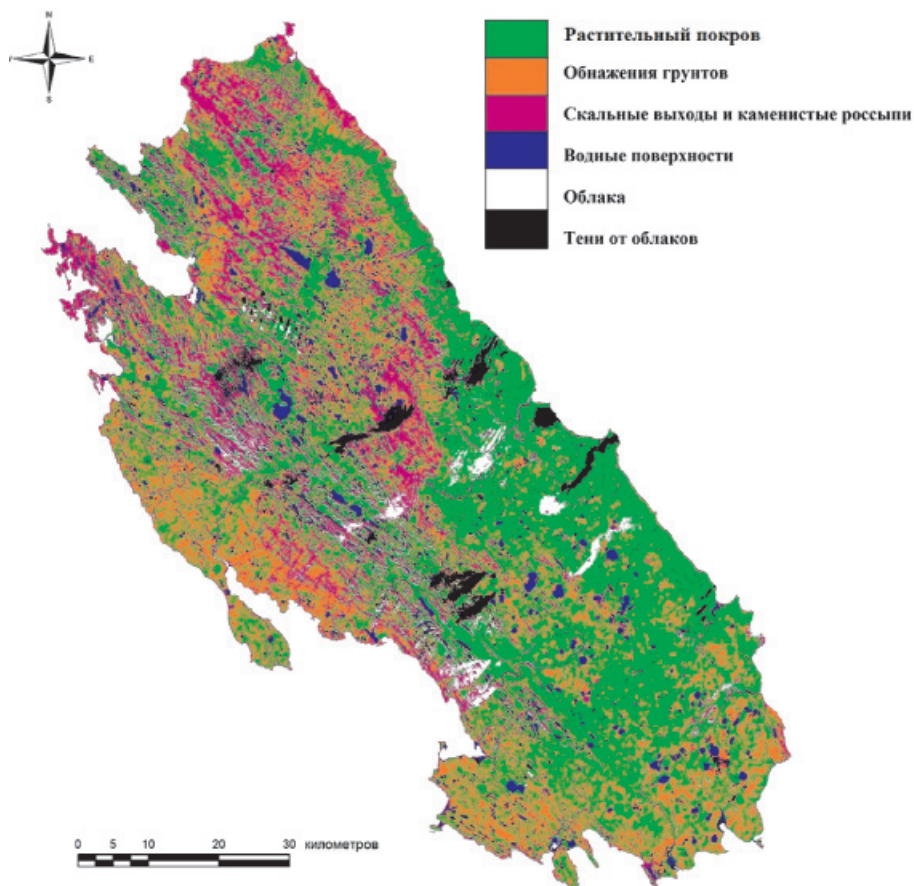 N
E
S
Растительный покров
Обнажения грунтов
Скальные выходы и каменистые россыпи
Водные поверхности
Облака
Тени от облаков
0 5 10 20 30 километров